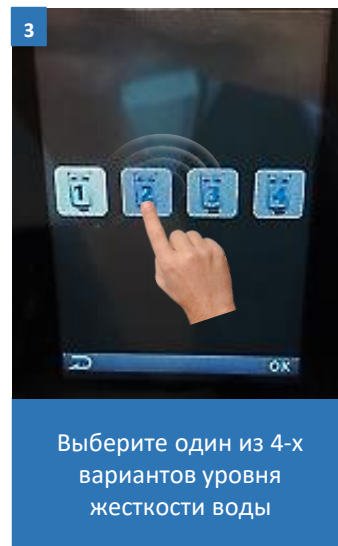 3
1 2 3 4
OK
Выберите один из 4-х
вариантов уровня
жесткости воды